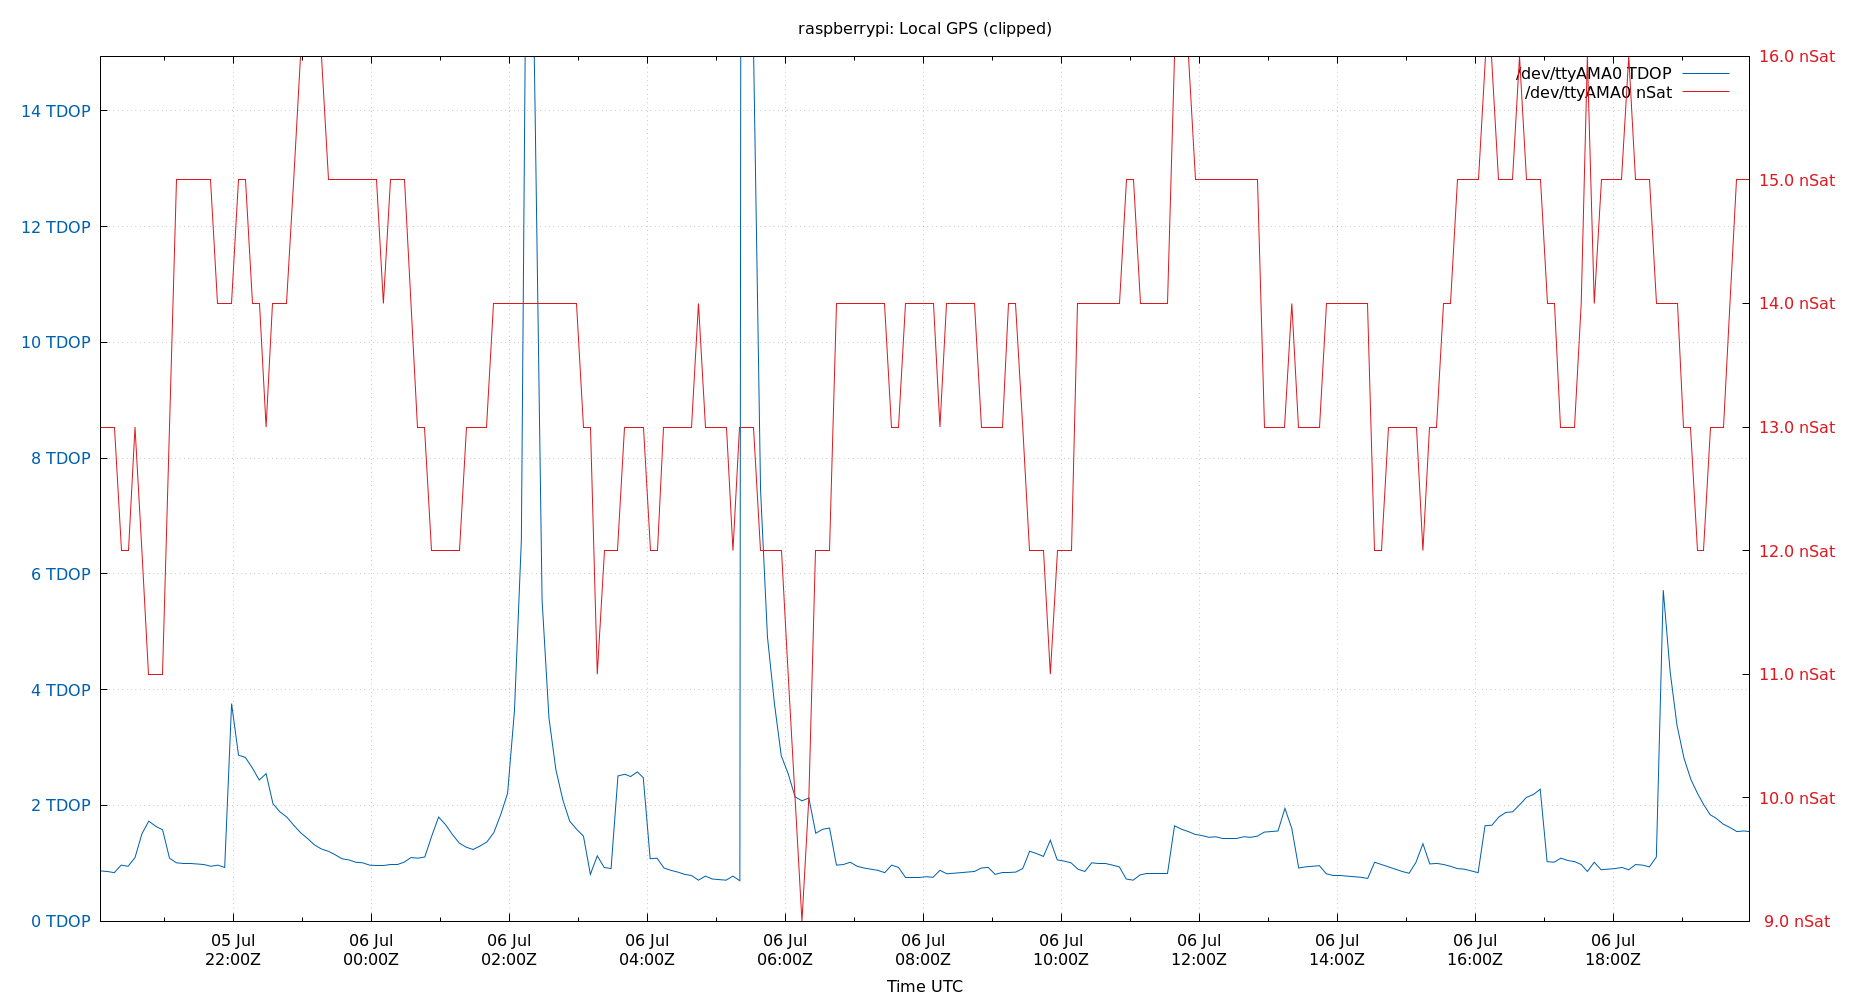 raspberrypi: Local GPS (clipped)
/dev/ttyAMA0 TDOP
/dev/ttyAMA0 nSat
14 TDOP
12 TDOP
10 TDOP
8 TDOP
6 TDOP
4 TDOP
2 TDOP
0 TDOP
16.0 nSat
15.0 nSat
14.0 nSat
13.0 nSat
12.0 nSat
11.0 nSat
10.0 nSat
9.0 nSat
05 Jul 06 Jul 06 Jul 06 Jul 06 Jul 06 Jul 06 Jul 06 Jul 06 Jul 06 Jul 06 Jul
22:00Z 00:00Z 02:00Z 04:00Z 06:00Z 08:00Z 10:00Z 12:00Z 14:00Z 16:00Z 18:00Z
Time UTC